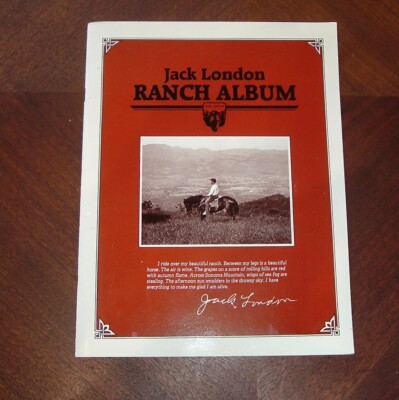 Jack London
RANCH ALBUM
I ride over my beautiful ranch. Between my legs is a beautiful
horse. The air is wine. The grapes on a score of rolling hills are red
with autumn flame. Across Sonoma Mountain, wisps of sea fog are
stealing. The afternoon sun smolders in the drowsy sky. I have
everything to make me glad I am alive.
Jack London